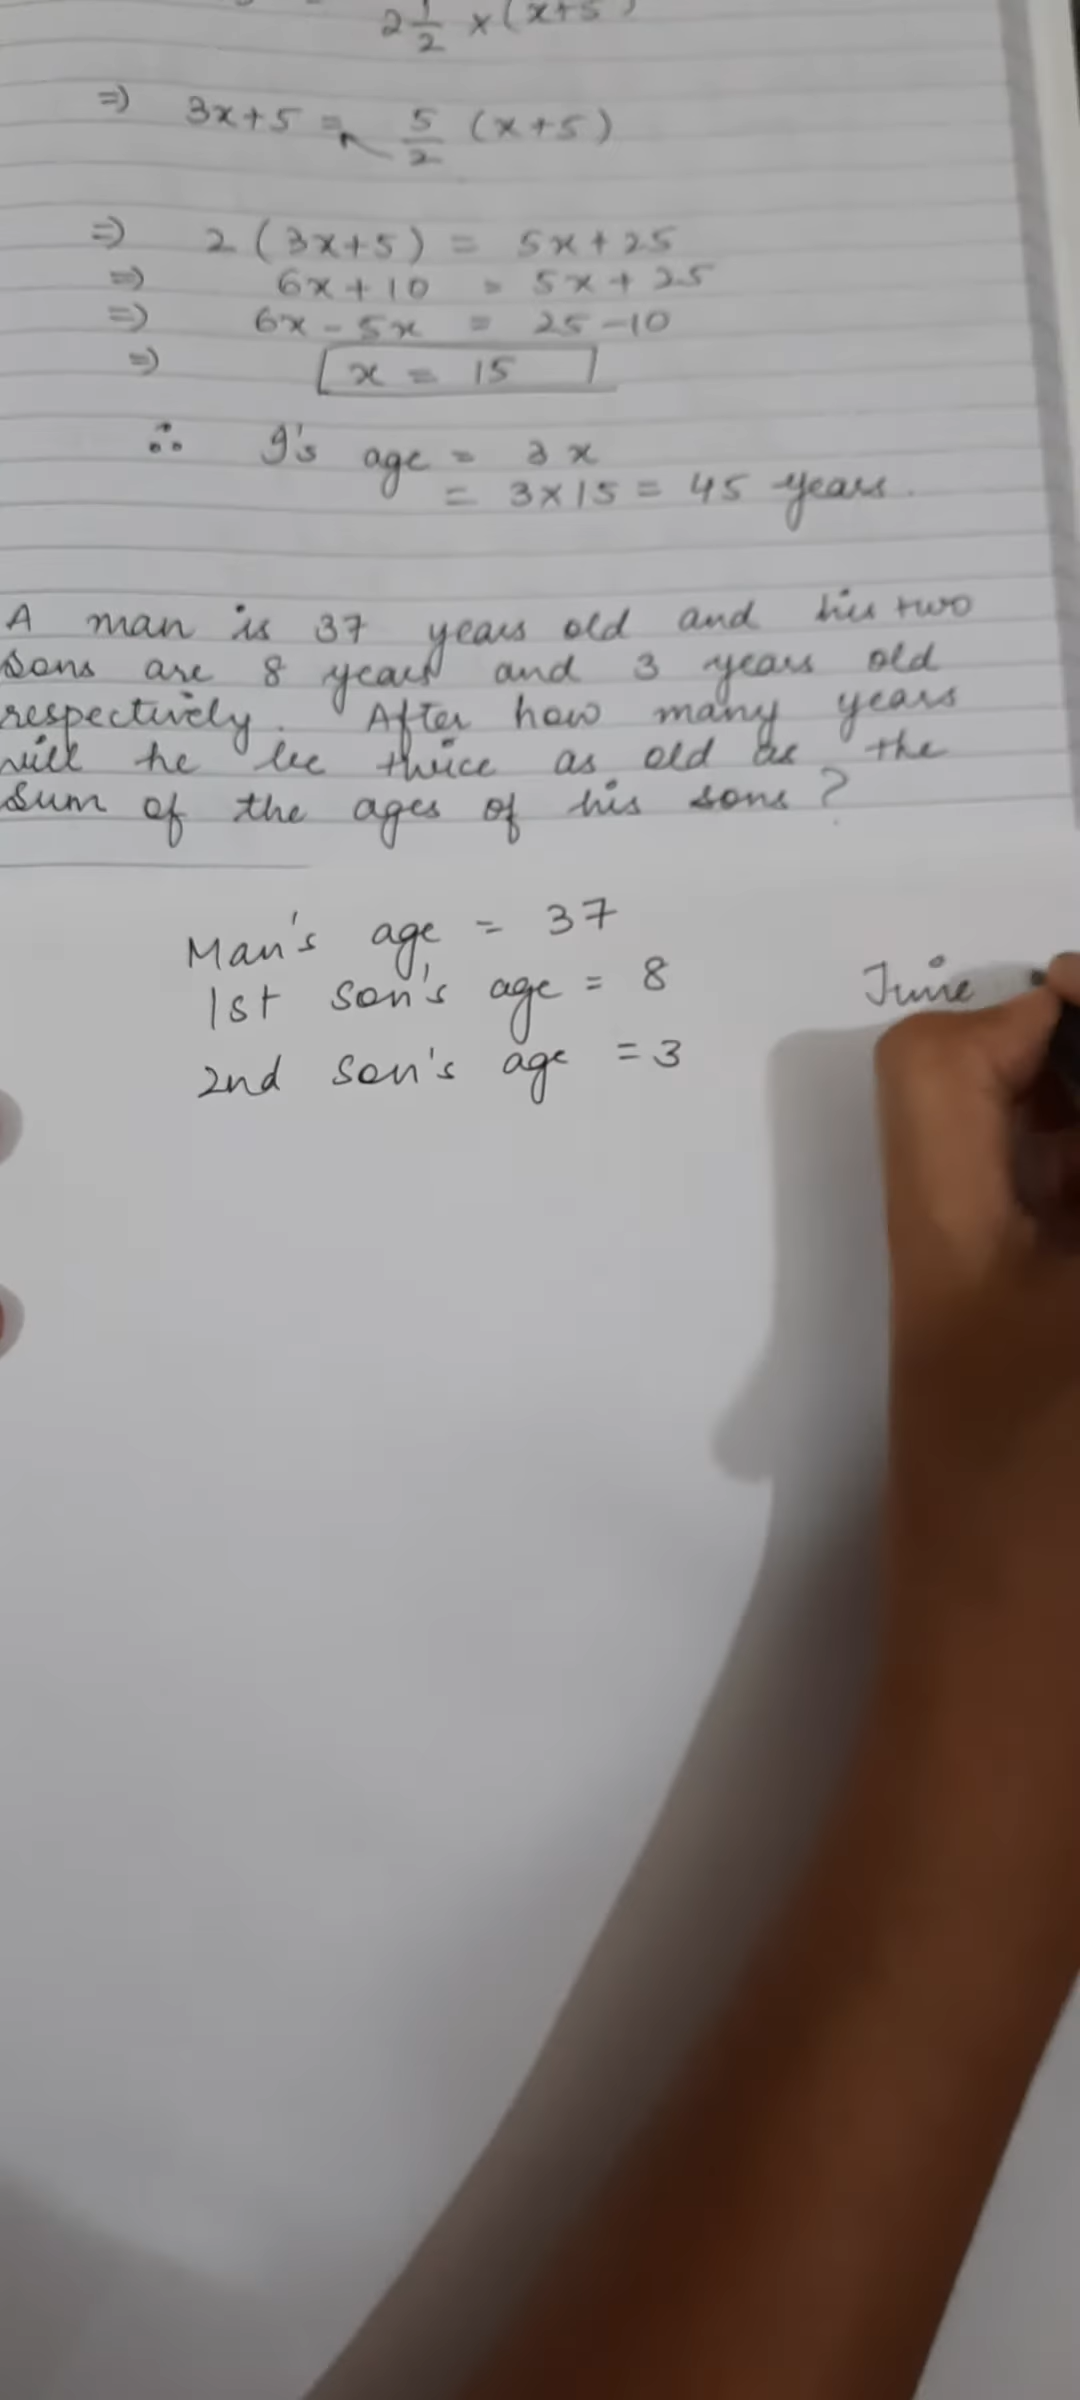 2 1/2 × (x+5)
=) 3x+5 = 5/2 (x+5)
=) 2 (3x+5) = 5x+25
=) 6x+10 = 5x+25
=) 6x-5x = 25-10
=) x = 15
∴ I's age = 3x
= 3×15 = 45 years.
A man is 37 years old and his two
sons are 8 years and 3 years old
respectively. After how many years
will he be twice as old as the
sum of the ages of his sons?
Man's age = 37
1st son's age = 8
2nd son's age = 3